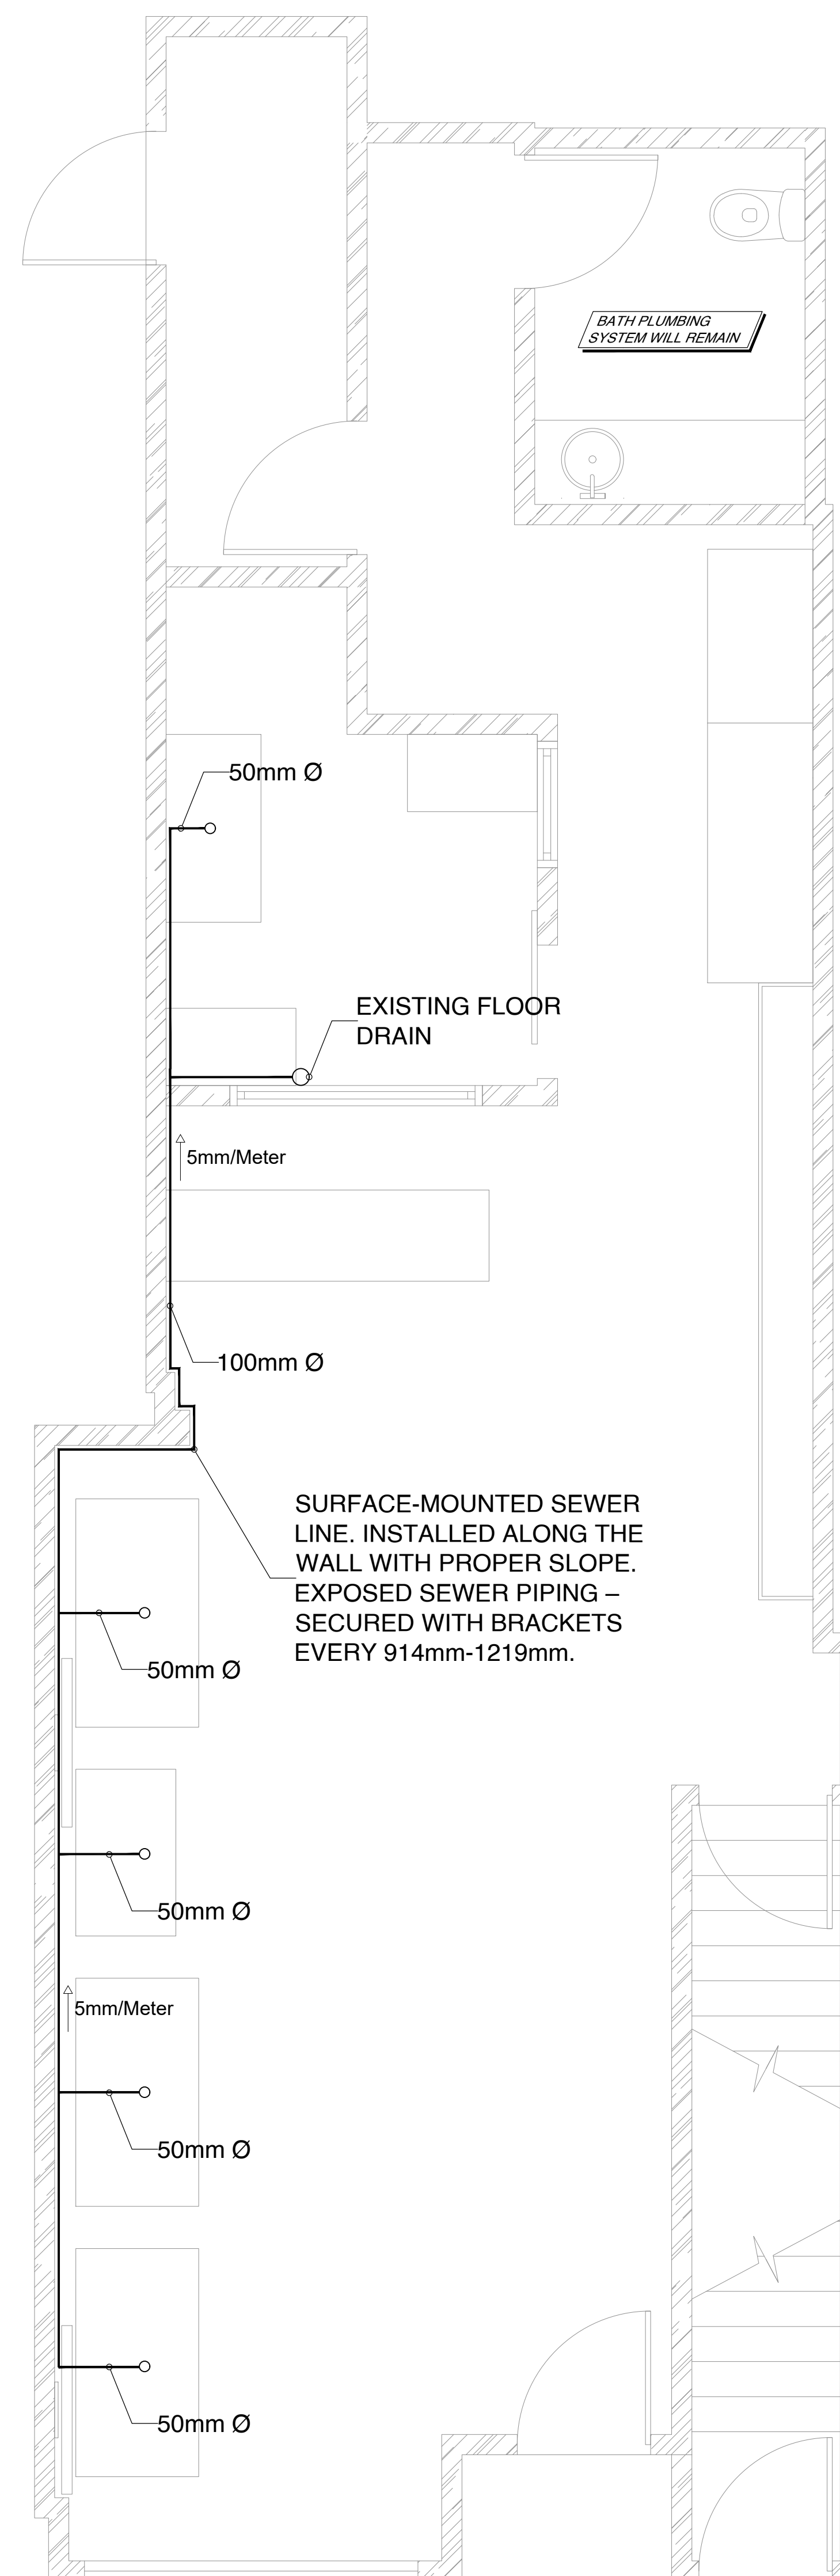 BATH PLUMBING
SYSTEM WILL REMAIN
50mm Ø
EXISTING FLOOR
DRAIN
5mm/Meter
100mm Ø
SURFACE-MOUNTED SEWER
LINE. INSTALLED ALONG THE
WALL WITH PROPER SLOPE.
EXPOSED SEWER PIPING –
SECURED WITH BRACKETS
EVERY 914mm-1219mm.
50mm Ø
50mm Ø
5mm/Meter
50mm Ø
50mm Ø